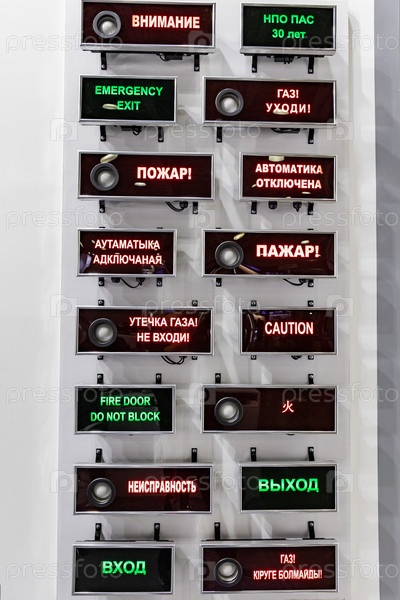 ВНИМАНИЕ
НПО ПАС
30 лет
EMERGENCY
EXIT
ГАЗ!
УХОДИ!
ПОЖАР!
АВТОМАТИКА
ОТКЛЮЧЕНА
АУТАМАТЫКА
АДКЛЮЧАНАЯ
ПАЖАР!
УТЕЧКА ГАЗА!
НЕ ВХОДИ!
CAUTION
FIRE DOOR
DO NOT BLOCK
火
НЕИСПРАВНОСТЬ
ВЫХОД
ВХОД
ГАЗ!
КІРУГЕ БОЛМАЙДЫ!